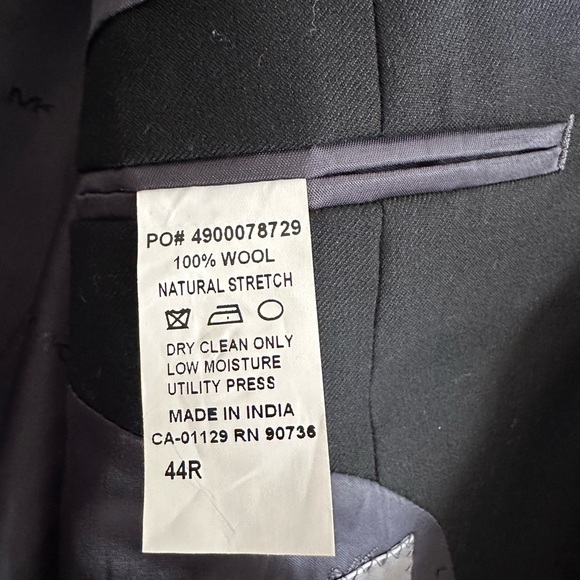 MK
PO# 4900078729
100% WOOL
NATURAL STRETCH
DRY CLEAN ONLY
LOW MOISTURE
UTILITY PRESS
MADE IN INDIA
CA-01129 RN 90736
44R